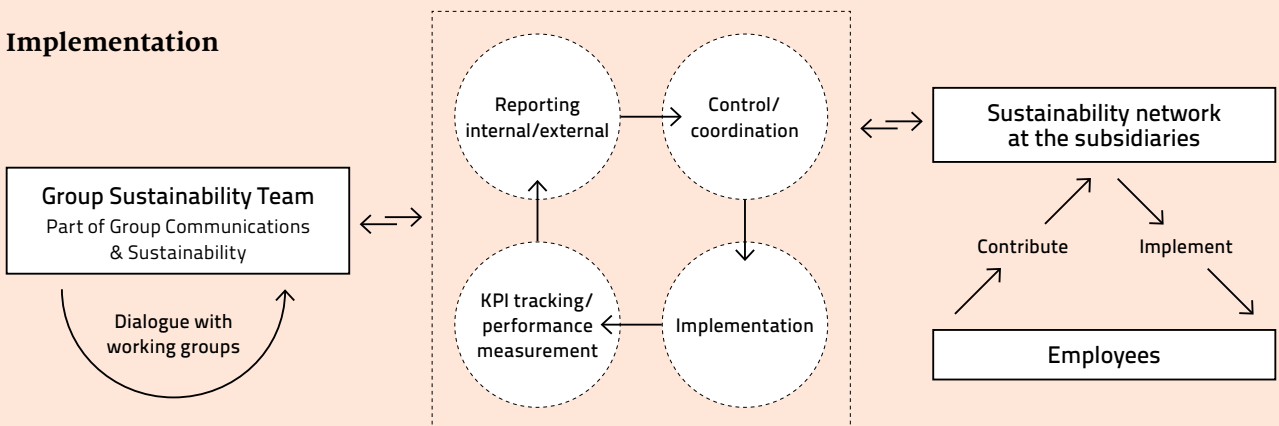 Implementation
Group Sustainability Team
Part of Group Communications
& Sustainability
Dialogue with
working groups
Reporting
internal/external
Control/
coordination
KPI tracking/
performance
measurement
Implementation
Sustainability network
at the subsidiaries
Contribute
Implement
Employees